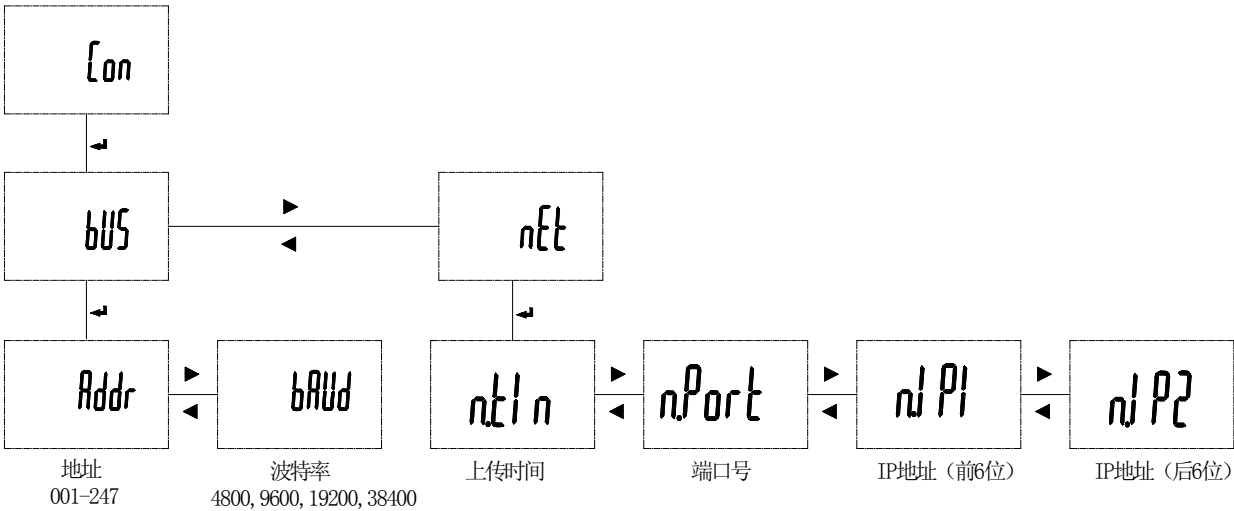 Con
bUS
nEt
Addr
bAUd
n.tIn
n.Port
n.IP1
n.IP2
地址
001-247
波特率
4800,9600,19200,38400
上传时间
端口号
IP地址（前6位）
IP地址（后6位）